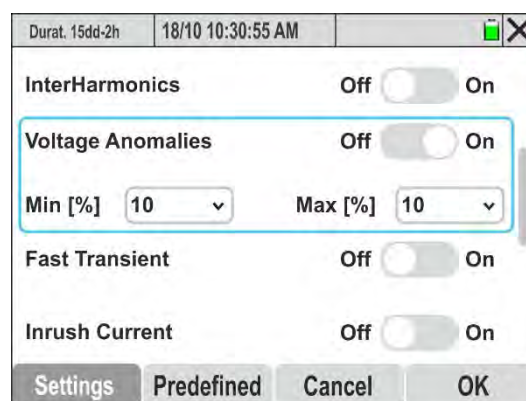 Durat. 15dd-2h 18/10 10:30:55 AM
InterHarmonics Off On
Voltage Anomalies Off On
Min [%] 10 Max [%] 10
Fast Transient Off On
Inrush Current Off On
Settings Predefined Cancel OK